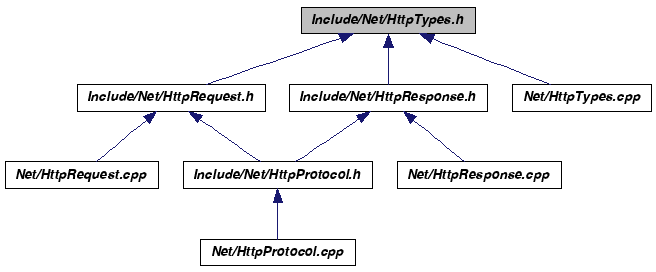 Include/Net/HttpTypes.h
Include/Net/HttpRequest.h
Include/Net/HttpResponse.h
Net/HttpTypes.cpp
Net/HttpRequest.cpp
Include/Net/HttpProtocol.h
Net/HttpResponse.cpp
Net/HttpProtocol.cpp